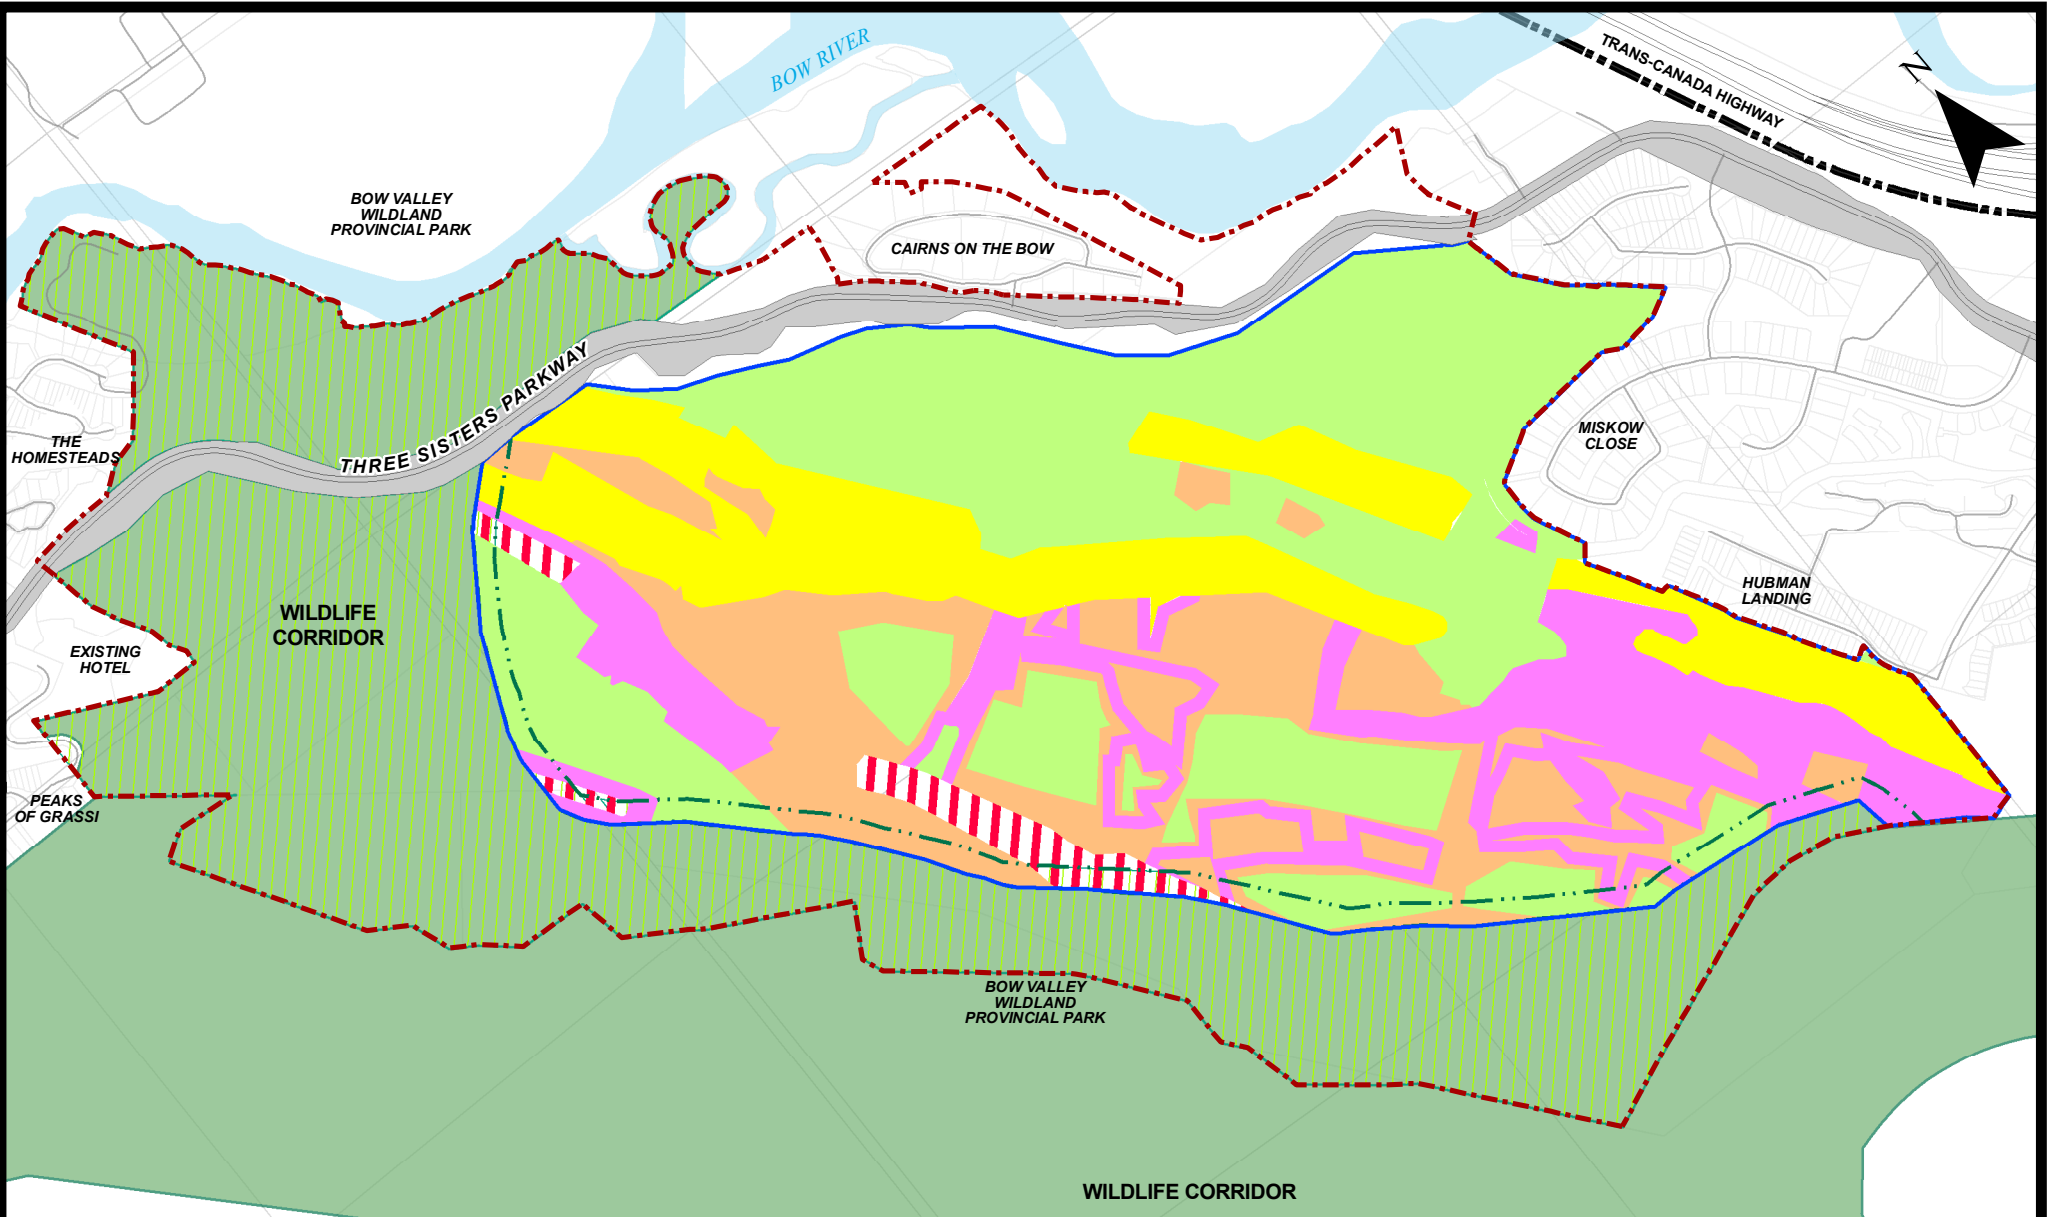 BOW RIVER
TRANS-CANADA HIGHWAY
N
BOW VALLEY
WILDLAND
PROVINCIAL PARK
CAIRNS ON THE BOW
THREE SISTERS PARKWAY
THE
HOMESTEADS
MISKOW
CLOSE
HUBMAN
LANDING
WILDLIFE
CORRIDOR
EXISTING
HOTEL
PEAKS
OF GRASSI
BOW VALLEY
WILDLAND
PROVINCIAL PARK
WILDLIFE CORRIDOR